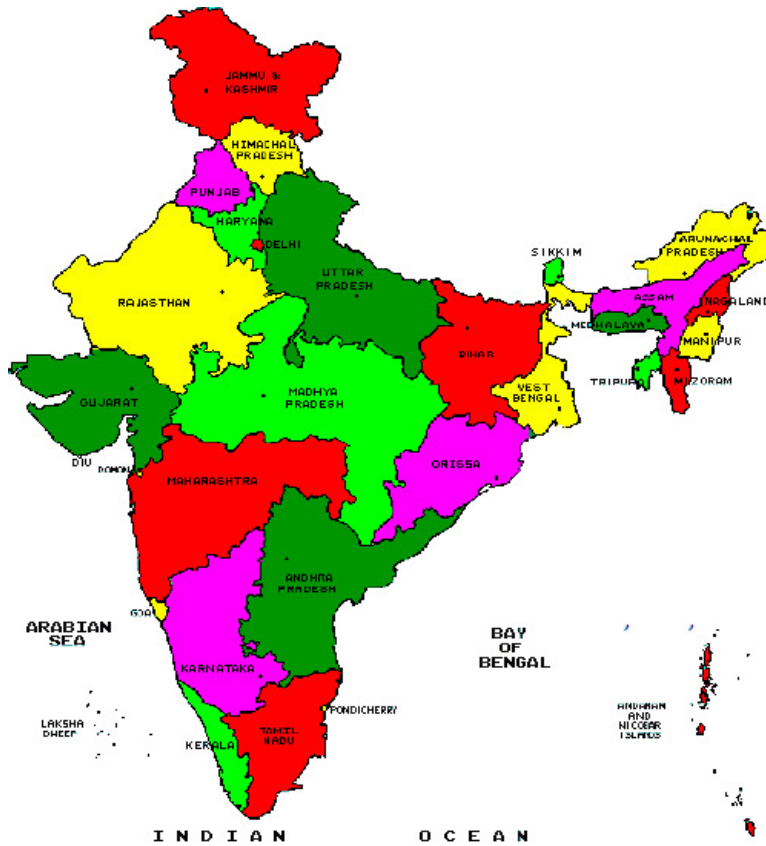 JAMMU &
KASHMIR
HIMACHAL
PRADESH
PUNJAB
HARYANA
DELHI
UTTAR
PRADESH
RAJASTHAN
SIKKIM
ARUNACHAL
PRADESH
ASSAM
NAGALAND
MEGHALAYA
MANIPUR
BIHAR
TRIPURA
MIZORAM
VEST
BENGAL
GUJARAT
MADHYA
PRADESH
DIU
DOMON
MAHARASHTRA
ORISSA
ANDHRA
PRADESH
GOA
ARABIAN
SEA
BAY
OF
BENGAL
KARNATAKA
LAKSHA
DWEEP
PONDICHERRY
ANDAMAN
AND
NICOBAR
ISLANDS
KERALA
TAMIL
NADU
INDIAN OCEAN